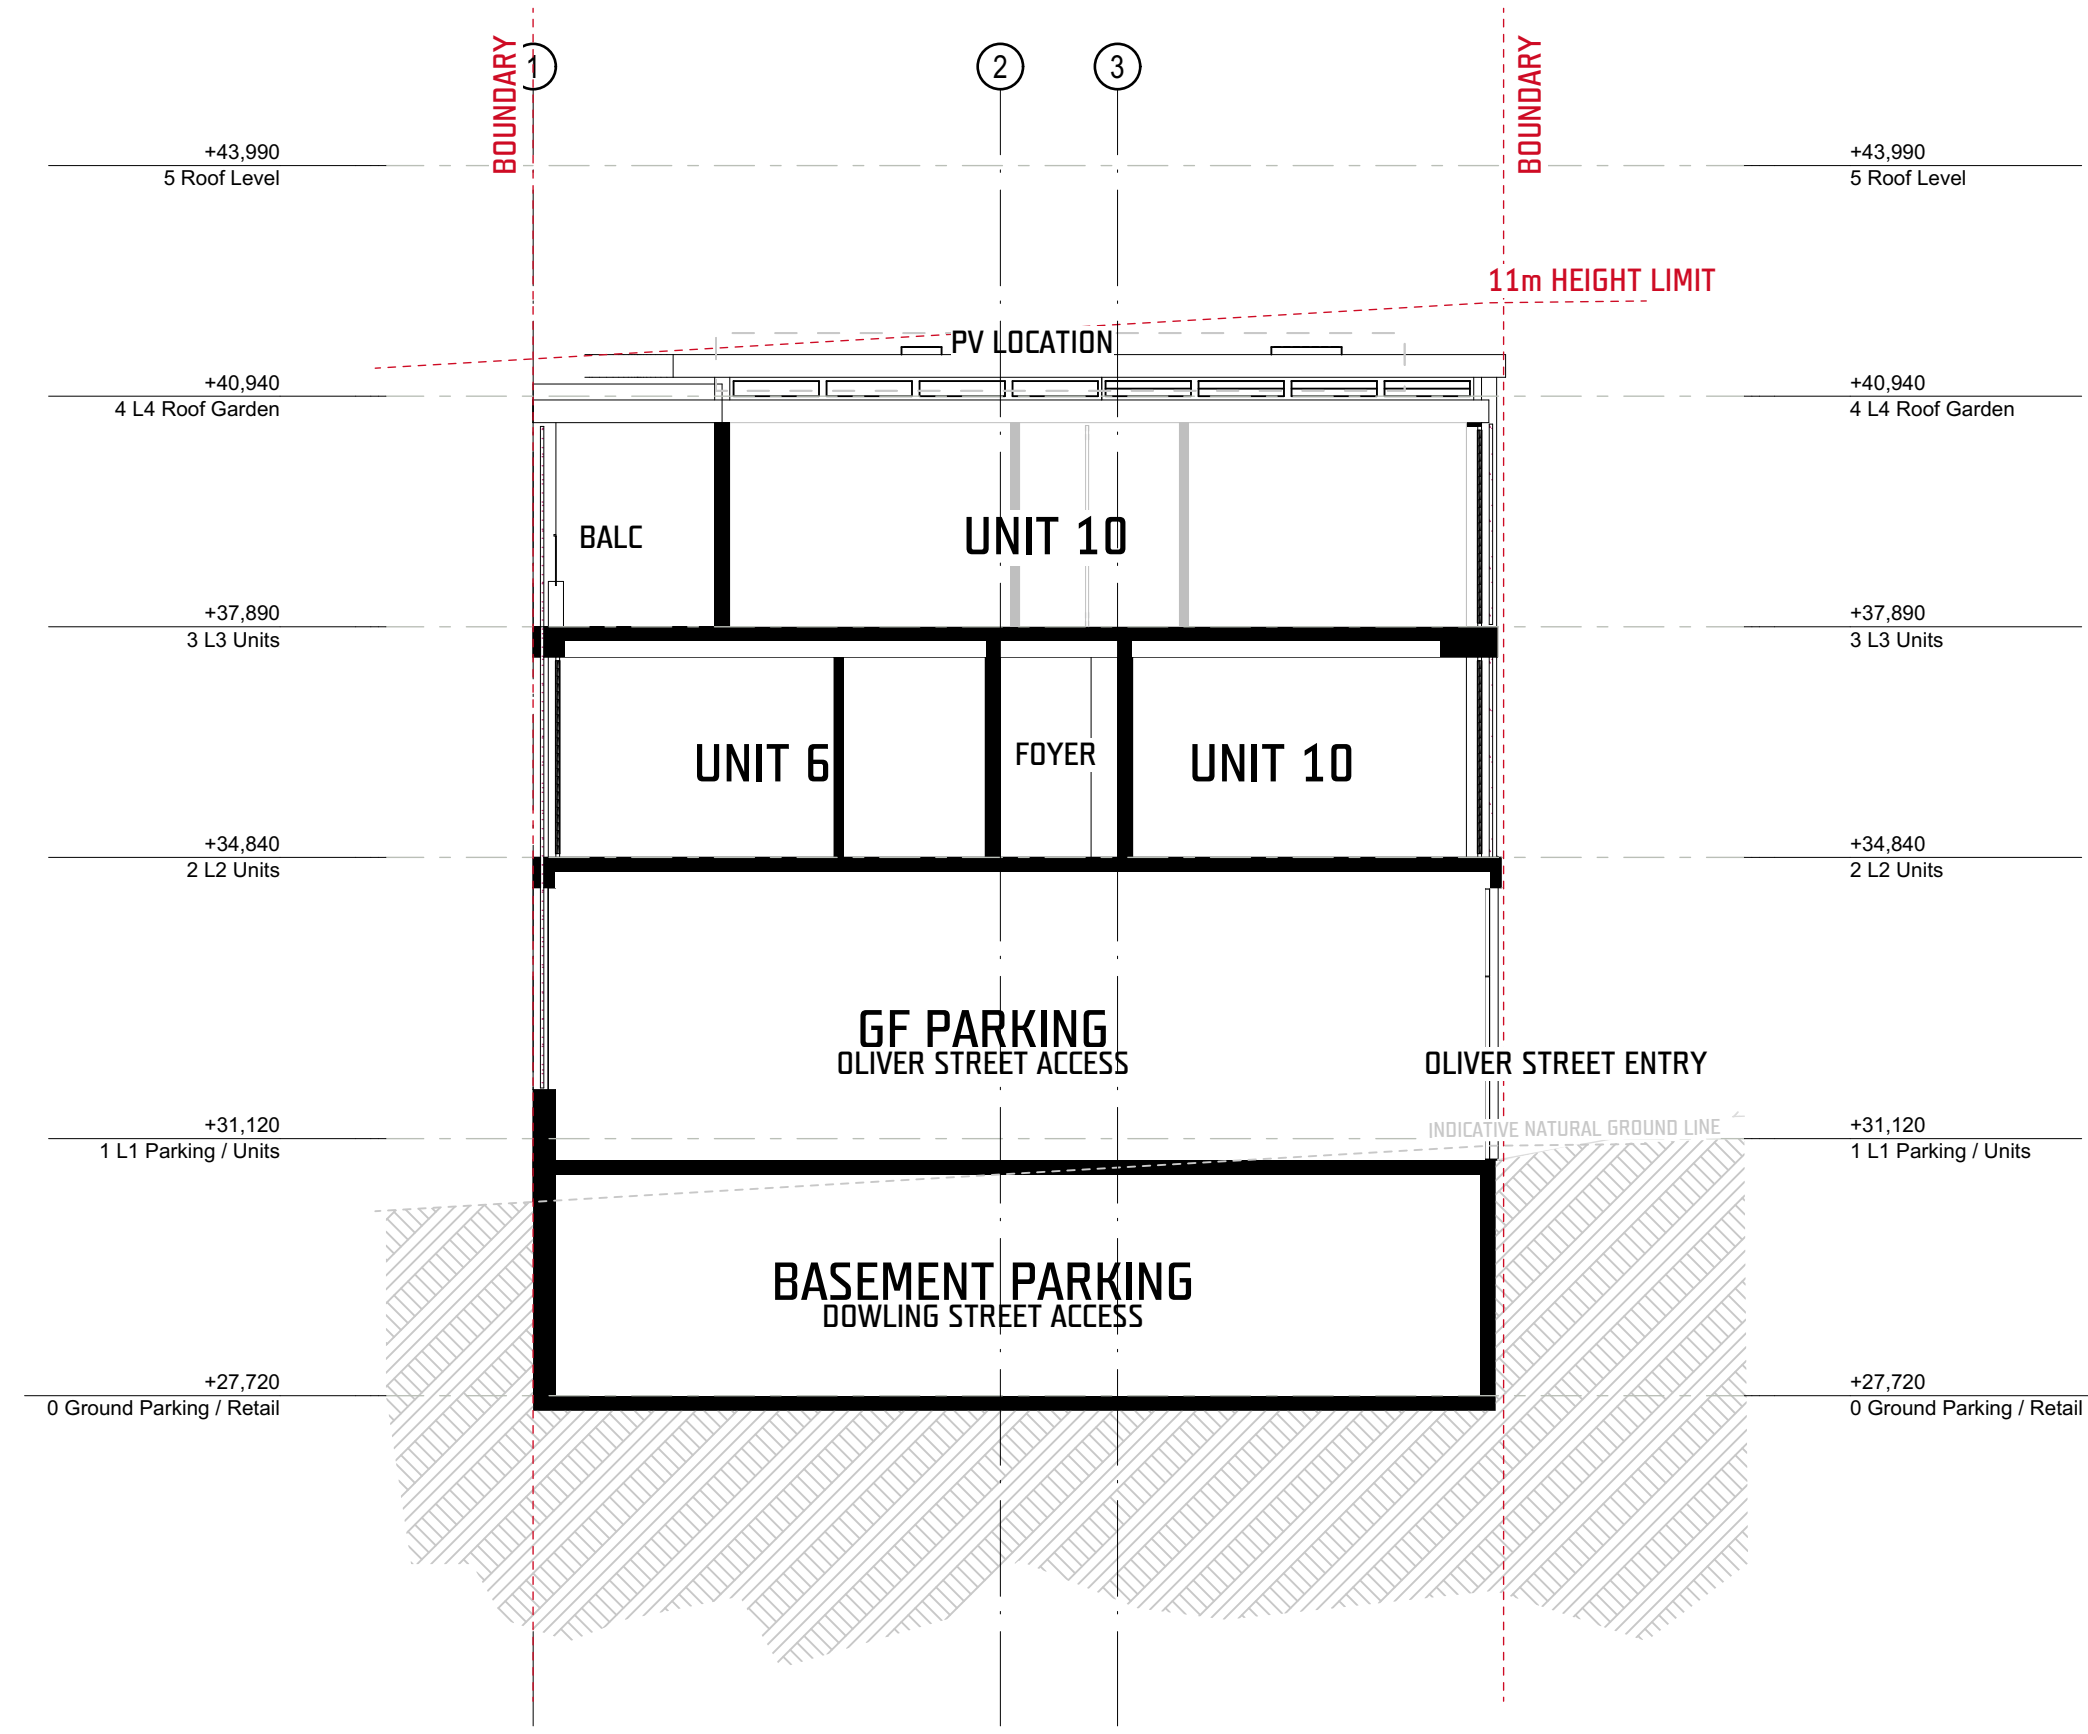 BOUNDARY
1
2
3
BOUNDARY
+43,990
5 Roof Level
+43,990
5 Roof Level
11m HEIGHT LIMIT
PV LOCATION
+40,940
4 L4 Roof Garden
+40,940
4 L4 Roof Garden
BALC
UNIT 10
+37,890
3 L3 Units
+37,890
3 L3 Units
UNIT 6
FOYER
UNIT 10
+34,840
2 L2 Units
+34,840
2 L2 Units
GF PARKING
OLIVER STREET ACCESS
OLIVER STREET ENTRY
INDICATIVE NATURAL GROUND LINE
+31,120
1 L1 Parking / Units
+31,120
1 L1 Parking / Units
BASEMENT PARKING
DOWLING STREET ACCESS
+27,720
0 Ground Parking / Retail
+27,720
0 Ground Parking / Retail